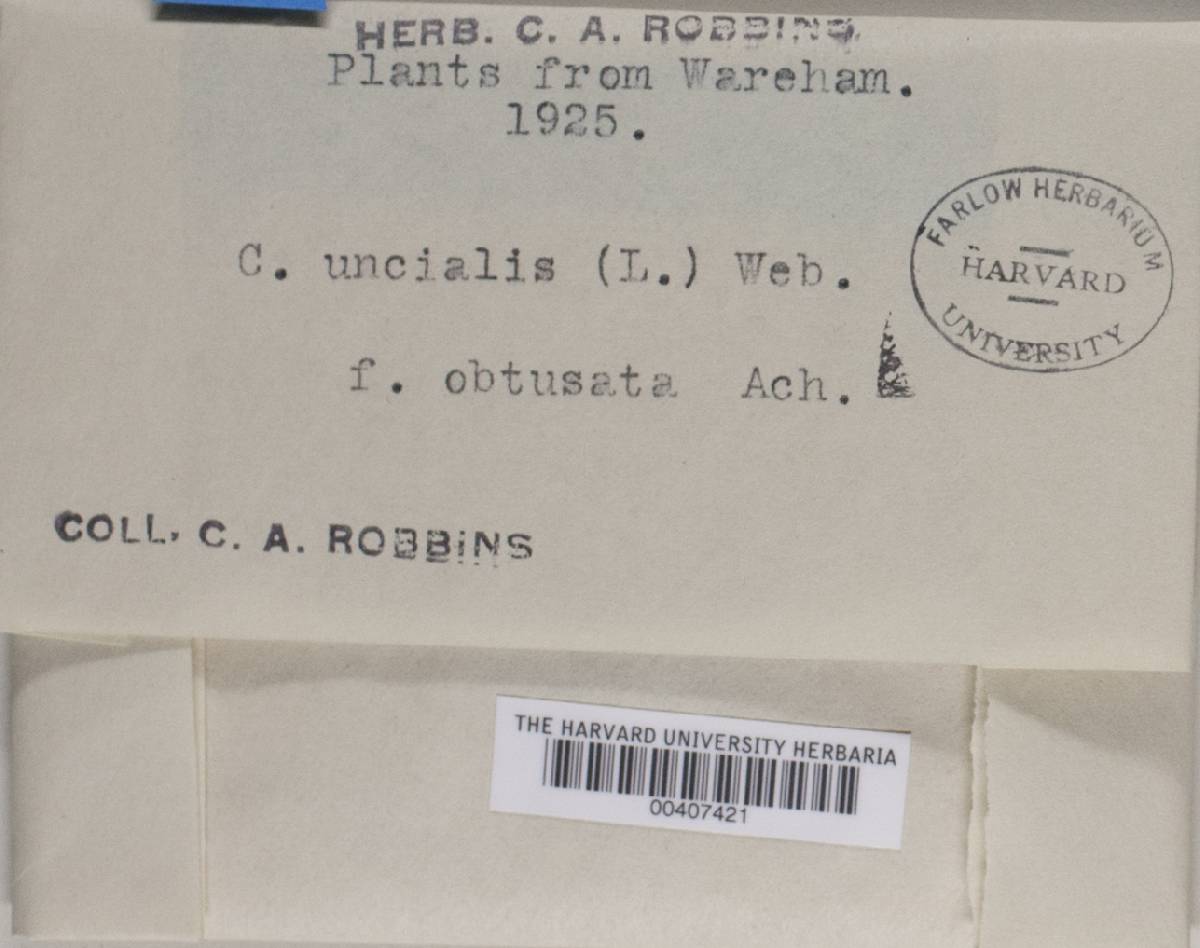 HERB. C. A. ROBBINS.
Plants from Wareham.
1925.
C. uncialis (L.) Web.
f. obtusata Ach.
FARLOW HERBARIUM
HARVARD
UNIVERSITY
COLL. C. A. ROBBINS
THE HARVARD UNIVERSITY HERBARIA
00407421